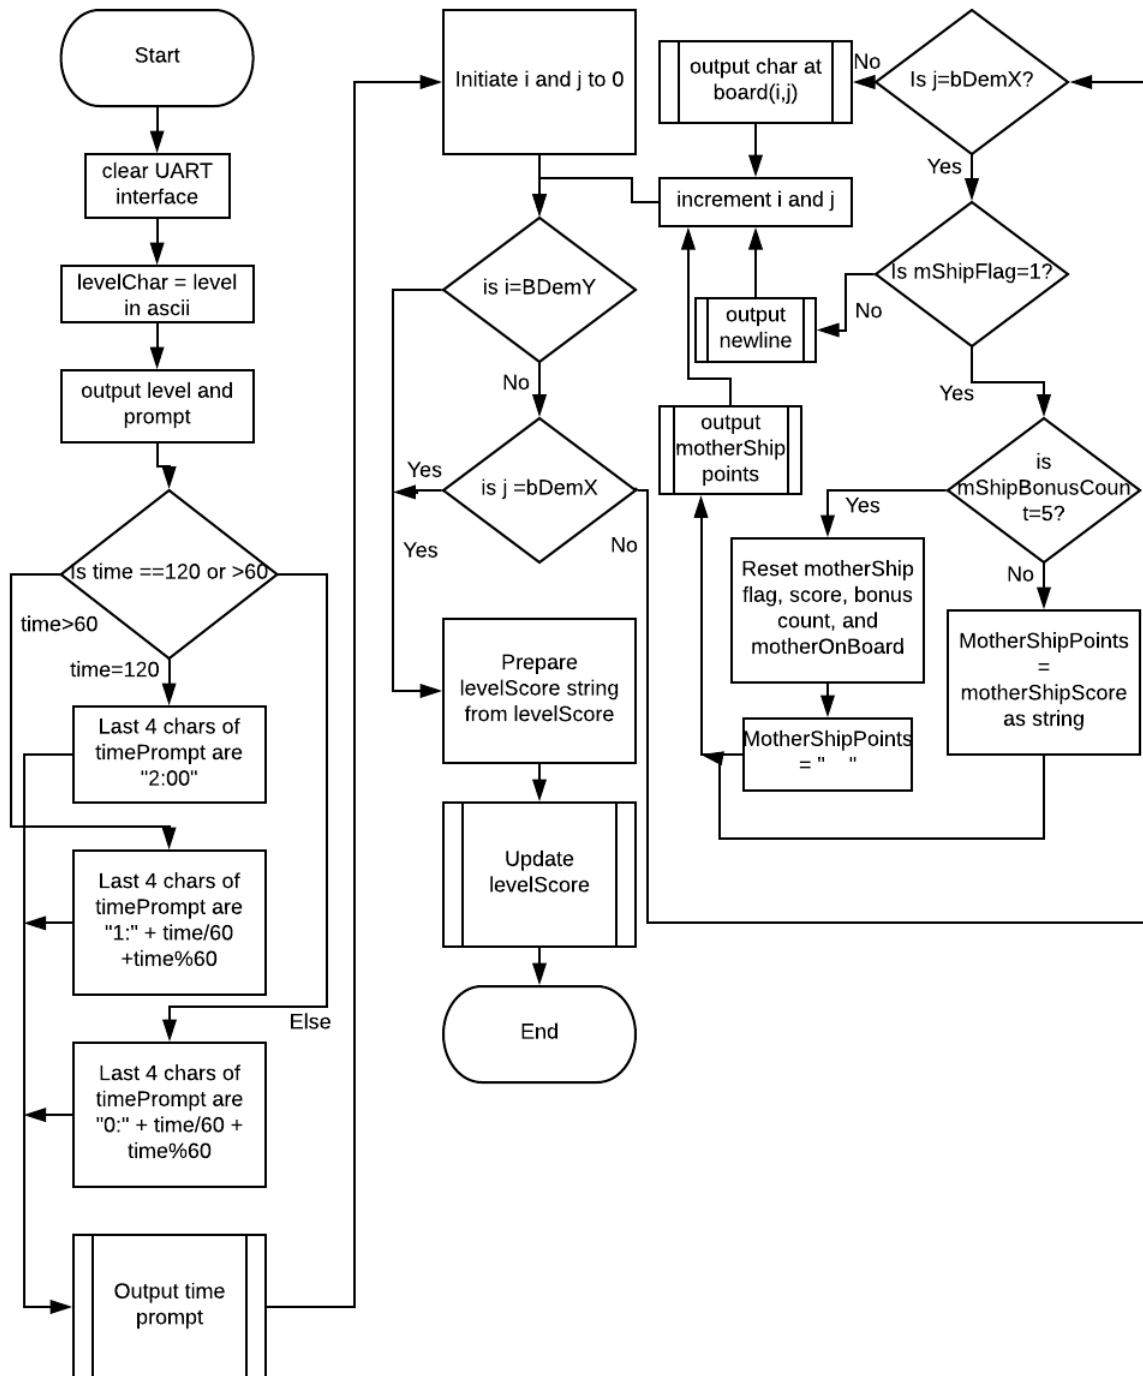 Start
clear UART
interface
levelChar = level
in ascii
output level and
prompt
Is time ==120 or >60
time>60
time=120
Last 4 chars of
timePrompt are
"2:00"
Last 4 chars of
timePrompt are
"1:" + time/60
+time%60
Else
Last 4 chars of
timePrompt are
"0:" + time/60 +
time%60
Output time
prompt
Initiate i and j to 0
is i=BDemY
No
Yes
is j =bDemX
Yes
No
Prepare
levelScore string
from levelScore
Update
levelScore
End
output char at
board(i,j)
No
Is j=bDemX?
Yes
increment i and j
Is mShipFlag=1?
No
output
newline
Yes
output
motherShip
points
is
mShipBonusCoun
t=5?
Yes
No
Reset motherShip
flag, score, bonus
count, and
motherOnBoard
MotherShipPoints
= "    "
MotherShipPoints
=
motherShipScore
as string